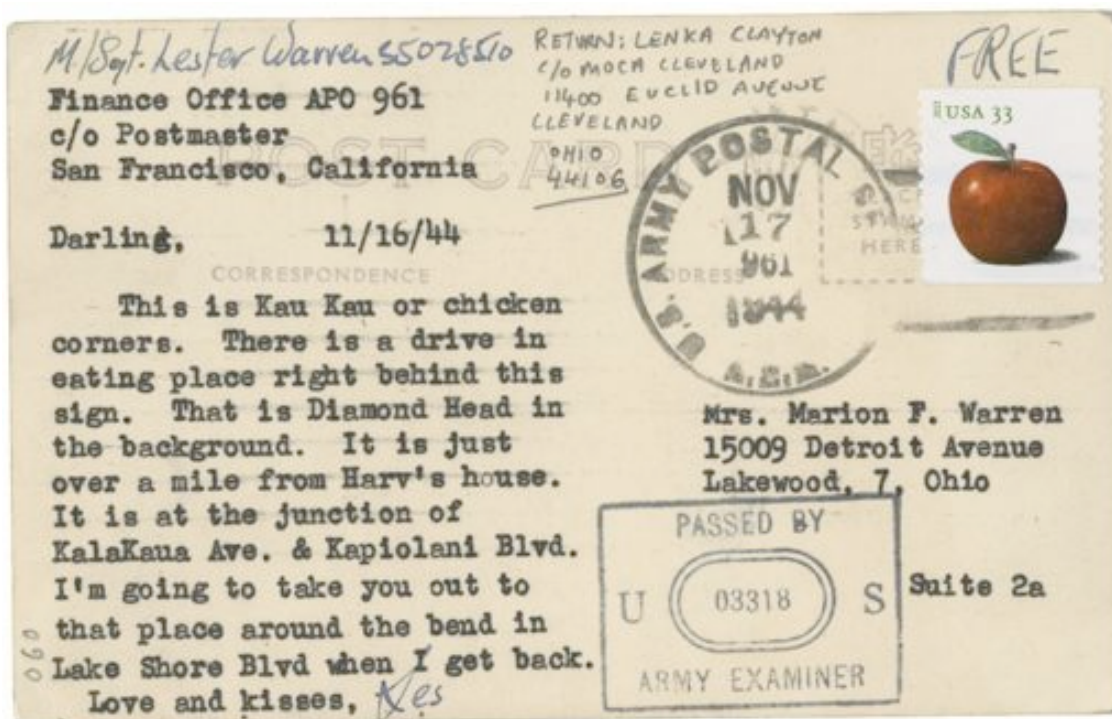 M/Sgt. Lester Warren 35028510
Finance Office APO 961
c/o Postmaster
San Francisco, California
RETURN: LENKA CLAYTON
c/o MOCA CLEVELAND
11400 EUCLID AVENUE
CLEVELAND
OHIO
44106
FREE
USA 33
POST CARD
U.S. ARMY POSTAL
NOV
17
961
1944
HERE
Darling, 11/16/44
CORRESPONDENCE
ADDRESS
This is Kau Kau or chicken
corners. There is a drive in
eating place right behind this
sign. That is Diamond Head in
the background. It is just
over a mile from Harv's house.
It is at the junction of
KalaKaua Ave. & Kapiolani Blvd.
I'm going to take you out to
that place around the bend in
Lake Shore Blvd when I get back.
Love and kisses, Les
Mrs. Marion F. Warren
15009 Detroit Avenue
Lakewood, 7, Ohio
Suite 2a
PASSED BY
U 03318 S
ARMY EXAMINER
060